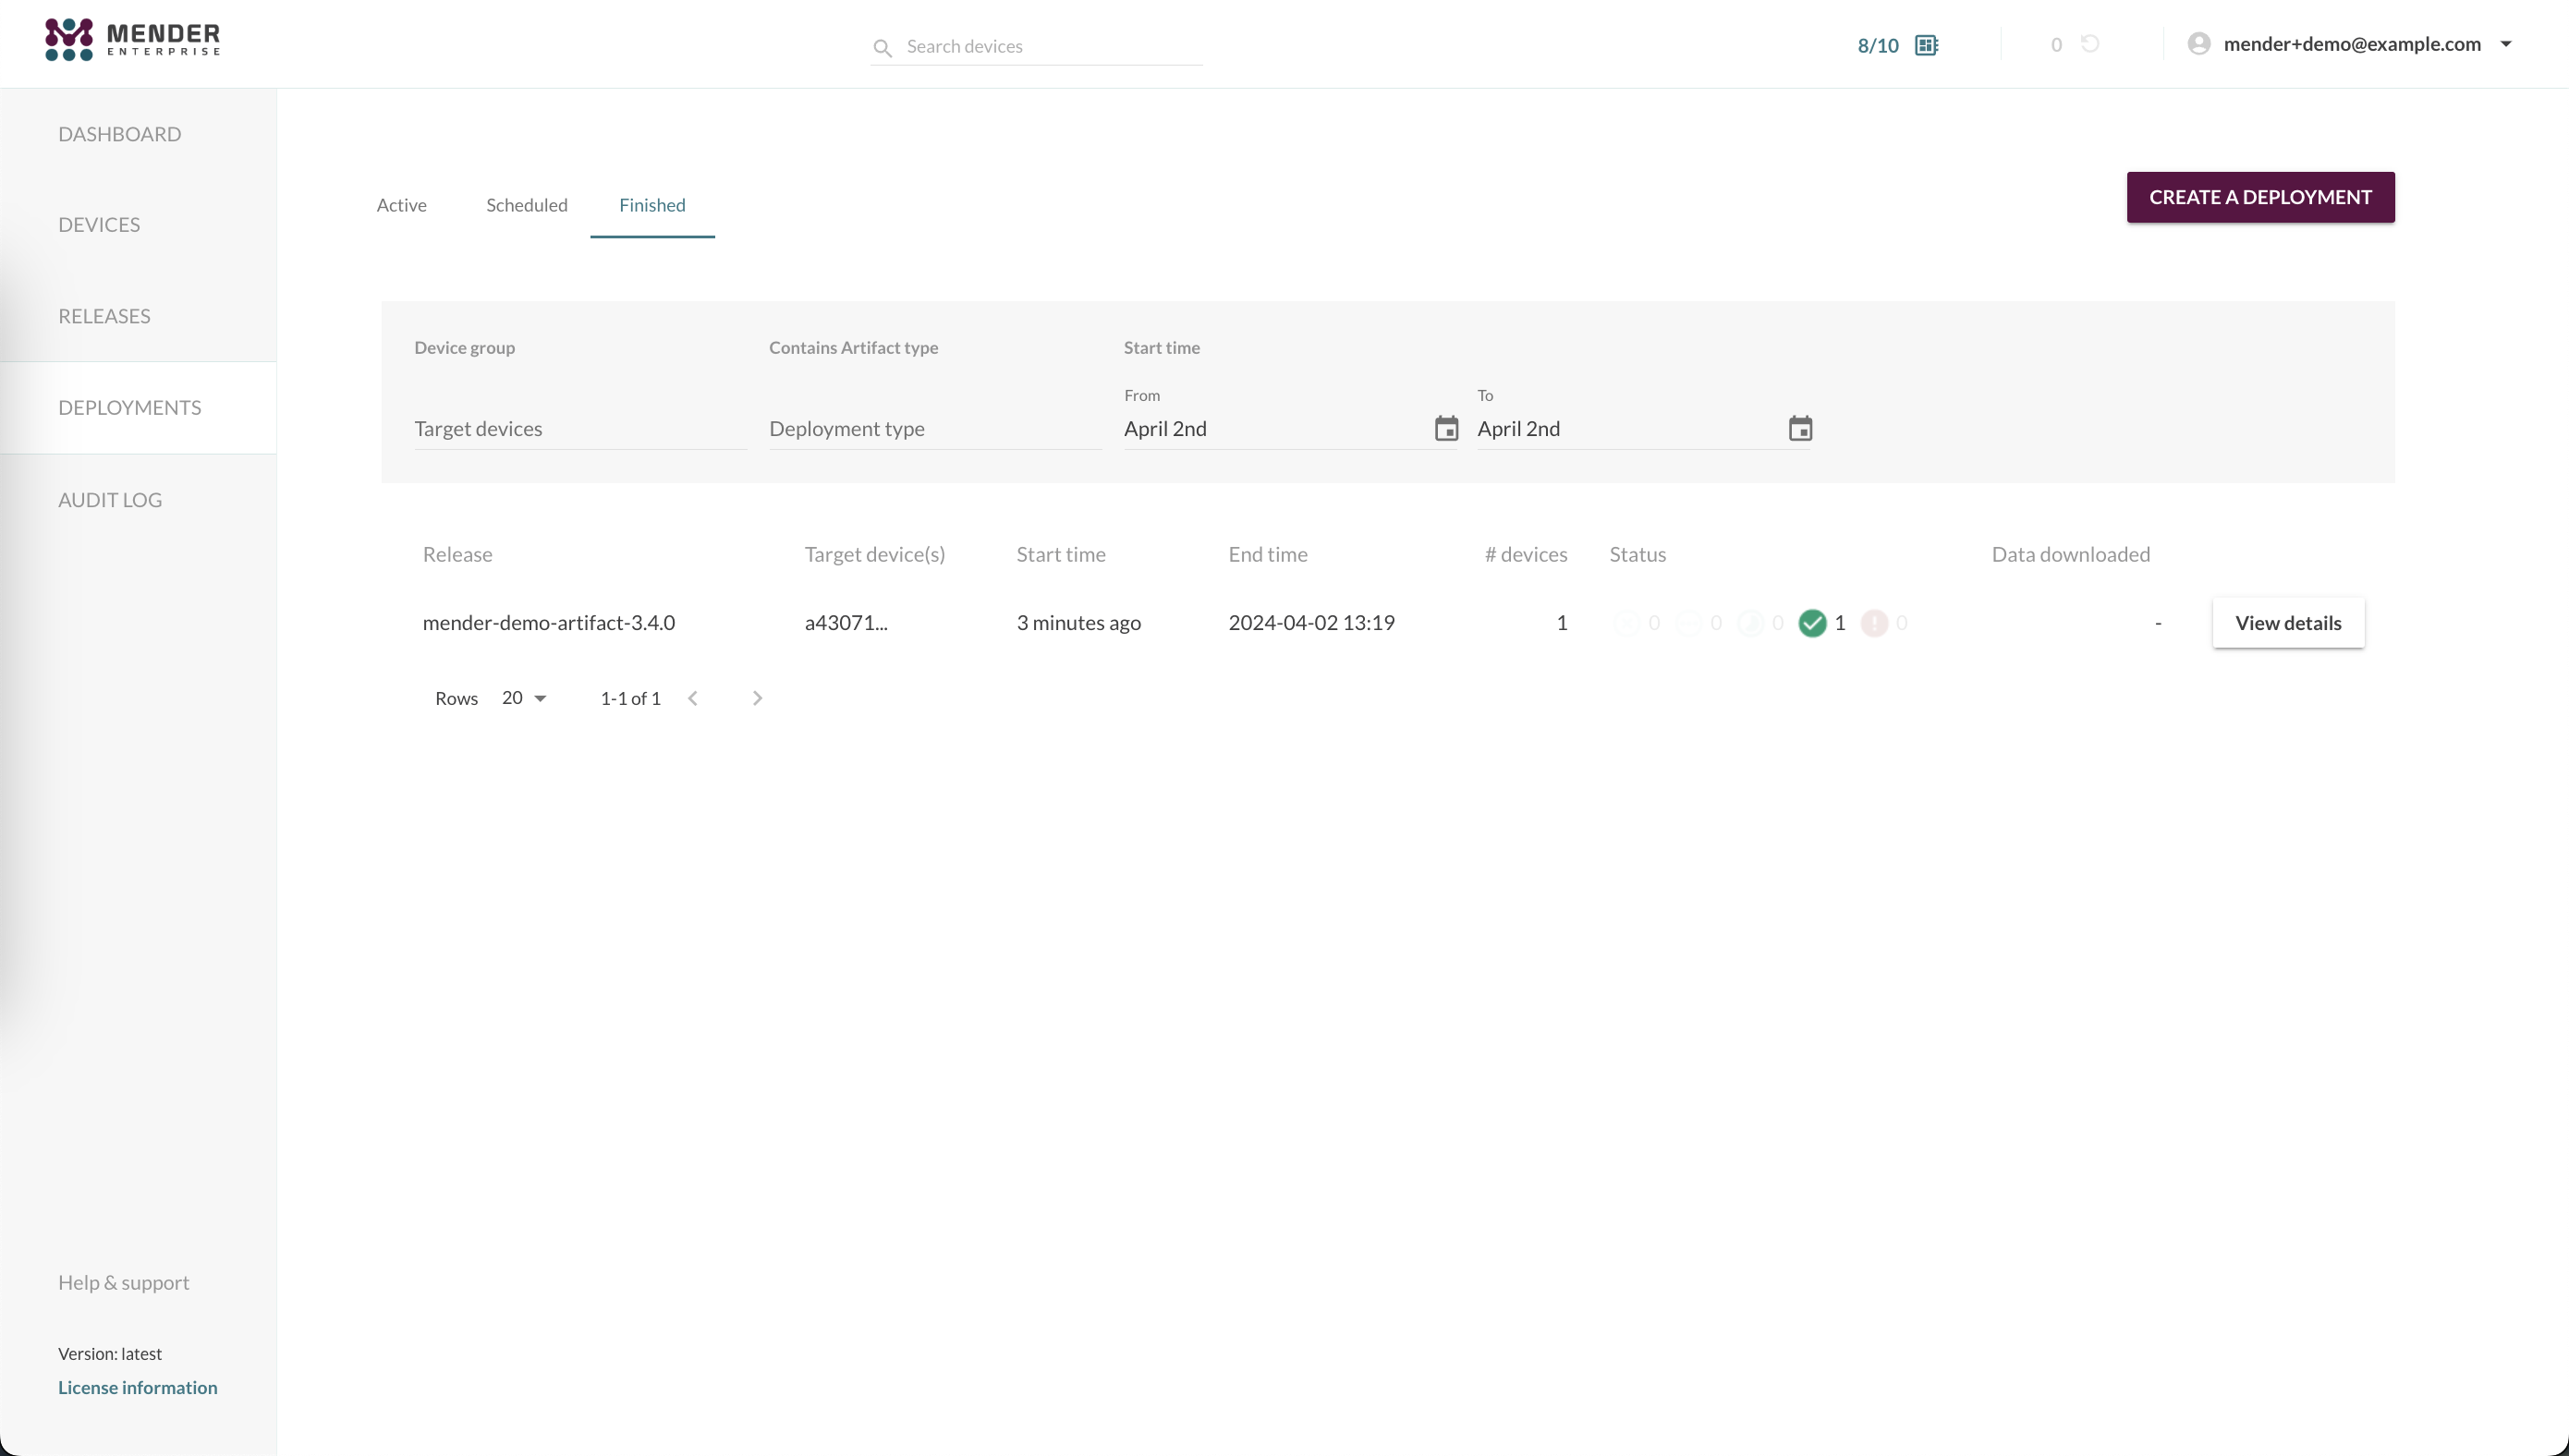 MENDER
ENTERPRISE
Search devices
8/10
0
mender+demo@example.com
DASHBOARD
DEVICES
RELEASES
DEPLOYMENTS
AUDIT LOG
Active Scheduled Finished
CREATE A DEPLOYMENT
Device group Contains Artifact type Start time
From To
Target devices Deployment type April 2nd April 2nd
Release Target device(s) Start time End time # devices Status Data downloaded
mender-demo-artifact-3.4.0 a43071... 3 minutes ago 2024-04-02 13:19 1 0 0 0 1 0 - View details
Rows 20 1-1 of 1
Help & support
Version: latest
License information